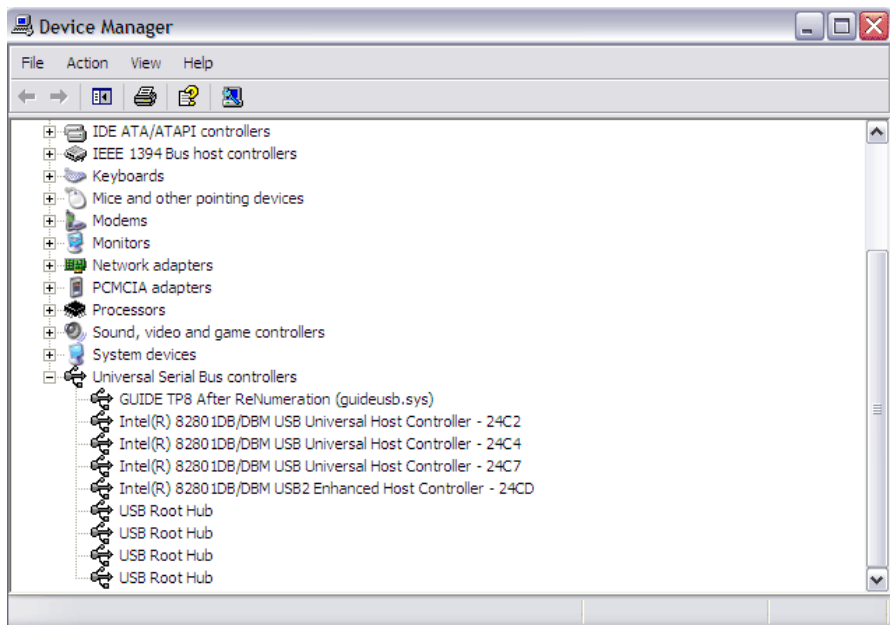 Device Manager
File Action View Help
IDE ATA/ATAPI controllers
IEEE 1394 Bus host controllers
Keyboards
Mice and other pointing devices
Modems
Monitors
Network adapters
PCMCIA adapters
Processors
Sound, video and game controllers
System devices
Universal Serial Bus controllers
GUIDE TP8 After ReNumeration (guideusb.sys)
Intel(R) 82801DB/DBM USB Universal Host Controller - 24C2
Intel(R) 82801DB/DBM USB Universal Host Controller - 24C4
Intel(R) 82801DB/DBM USB Universal Host Controller - 24C7
Intel(R) 82801DB/DBM USB2 Enhanced Host Controller - 24CD
USB Root Hub
USB Root Hub
USB Root Hub
USB Root Hub